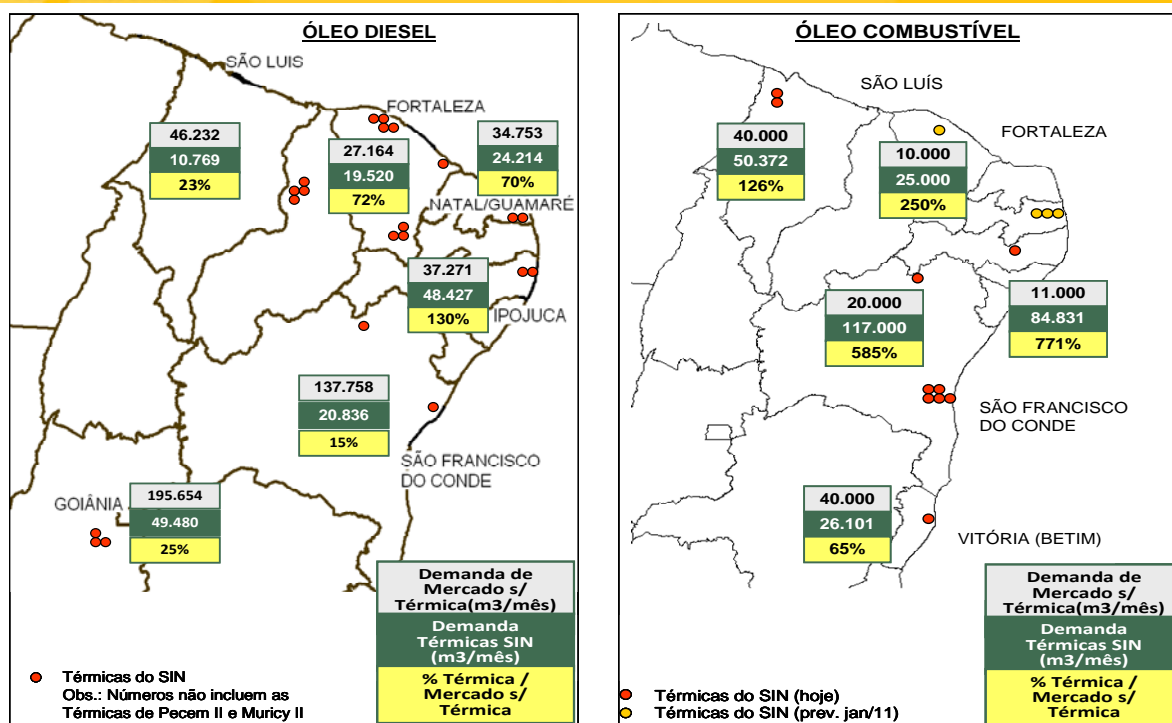 ÓLEO DIESEL
SÃO LUIS
FORTALEZA
46.232
10.769
23%
27.164
19.520
72%
34.753
24.214
70%
NATAL/GUAMARÉ
37.271
48.427
130%
IPOJUCA
137.758
20.836
15%
SÃO FRANCISCO
DO CONDE
GOIÂNIA
195.654
49.480
25%
Demanda de
Mercado s/
Térmica(m3/mês)
Demanda
Térmicas SIN
(m3/mês)
% Térmica /
Mercado s/
Térmica
Térmicas do SIN
Obs.: Números não incluem as
Térmicas de Pecem II e Muricy II
ÓLEO COMBUSTÍVEL
SÃO LUÍS
FORTALEZA
40.000
50.372
126%
10.000
25.000
250%
20.000
117.000
585%
11.000
84.831
771%
SÃO FRANCISCO
DO CONDE
40.000
26.101
65%
VITÓRIA (BETIM)
Demanda de
Mercado s/
Térmica(m3/mês)
Demanda
Térmicas SIN
(m3/mês)
% Térmica /
Mercado s/
Térmica
Térmicas do SIN (hoje)
Térmicas do SIN (prev. jan/11)